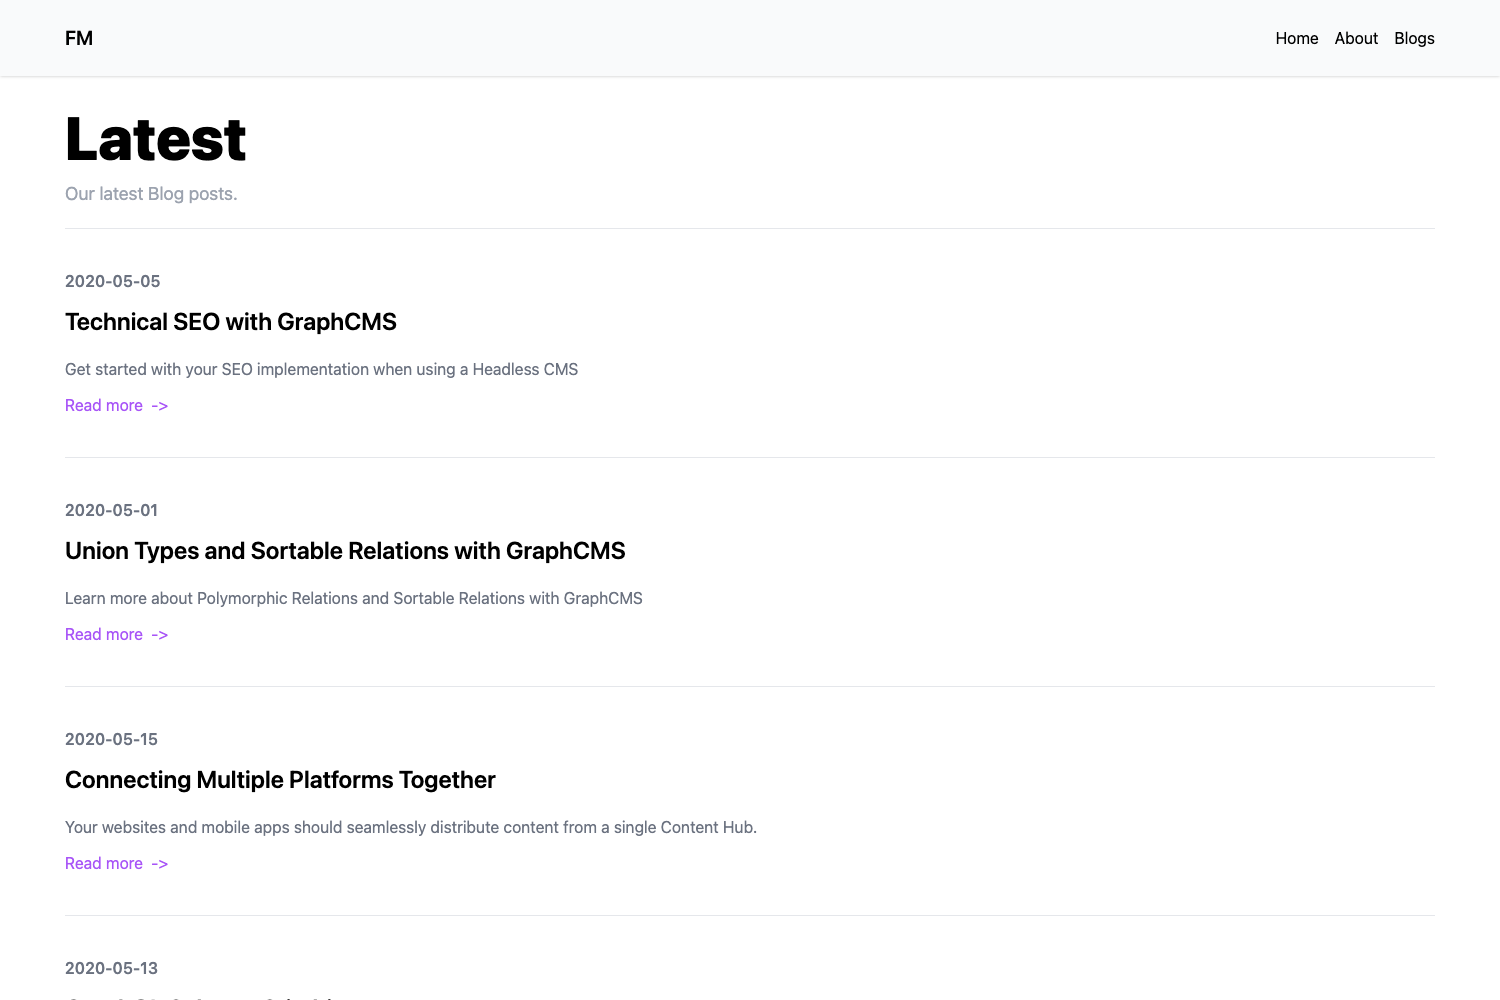 FM
Home About Blogs
Latest
Our latest Blog posts.
2020-05-05
Technical SEO with GraphCMS
Get started with your SEO implementation when using a Headless CMS
Read more ->
2020-05-01
Union Types and Sortable Relations with GraphCMS
Learn more about Polymorphic Relations and Sortable Relations with GraphCMS
Read more ->
2020-05-15
Connecting Multiple Platforms Together
Your websites and mobile apps should seamlessly distribute content from a single Content Hub.
Read more ->
2020-05-13